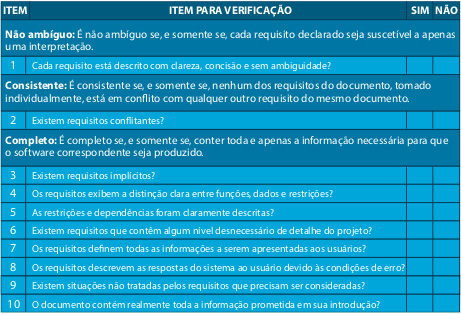 ITEM ITEM PARA VERIFICAÇÃO SIM NÃO
Não ambíguo: É não ambíguo se, e somente se, cada requisito declarado seja suscetível a apenas
uma interpretação.
1 Cada requisito está descrito com clareza, concisão e sem ambiguidade?
Consistente: É consistente se, e somente se, nenhum dos requisitos do documento, tomado
individualmente, está em conflito com qualquer outro requisito do mesmo documento.
2 Existem requisitos conflitantes?
Completo: É completo se, e somente se, conter toda e apenas a informação necessária para que
o software correspondente seja produzido.
3 Existem requisitos implícitos?
4 Os requisitos exibem a distinção clara entre funções, dados e restrições?
5 As restrições e dependências foram claramente descritas?
6 Existem requisitos que contêm algum nível desnecessário de detalhe do projeto?
7 Os requisitos definem todas as informações a serem apresentadas aos usuários?
8 Os requisitos descrevem as respostas do sistema ao usuário devido às condições de erro?
9 Existem situações não tratadas pelos requisitos que precisam ser consideradas?
10 O documento contém realmente toda a informação prometida em sua introdução?